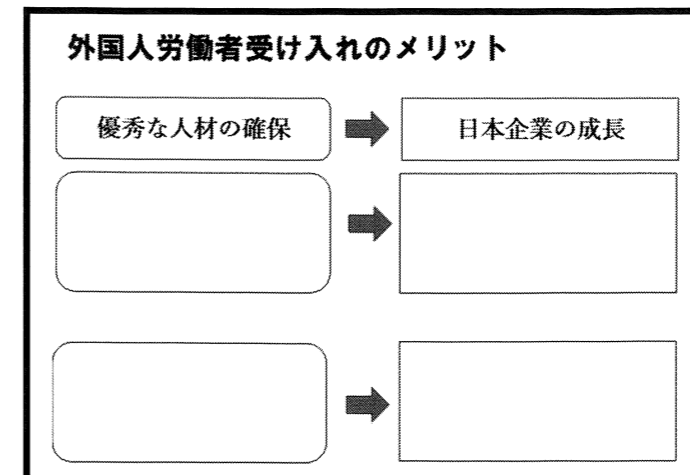 外国人労働者受け入れのメリット
優秀な人材の確保
日本企業の成長